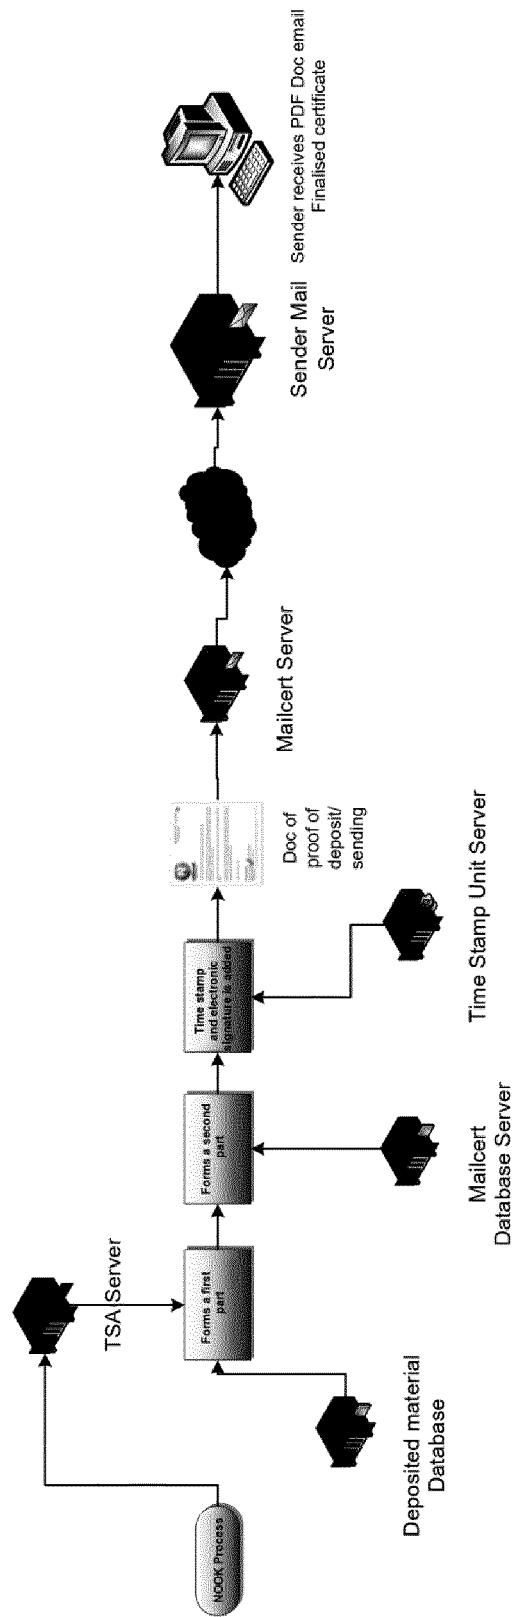 NOOK Process
TSA Server
Deposited material
Database
Forms a first
part
Forms a second
part
Mailcert
Database Server
Time stamp
and electronic
signature is added
Time Stamp Unit Server
Doc of
proof of
deposit/
sending
Mailcert Server
Sender Mail
Server
Sender receives PDF Doc email
Finalised certificate